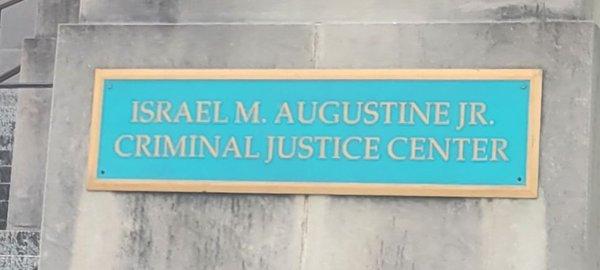 ISRAEL M. AUGUSTINE JR.
CRIMINAL JUSTICE CENTER